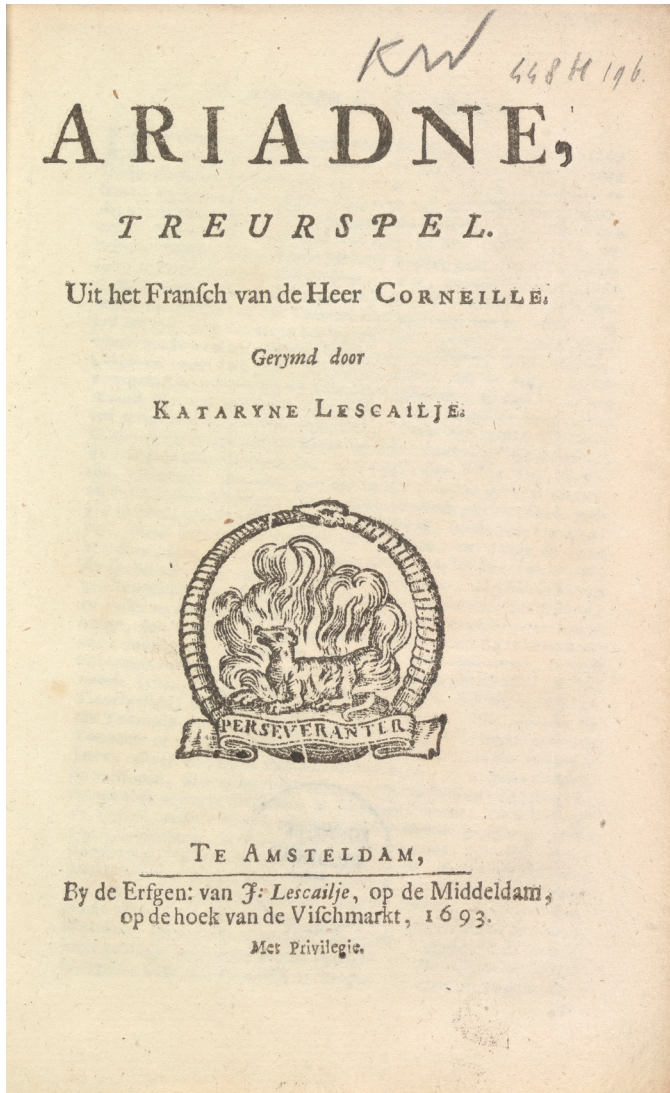 KW 448 H 196.
ARIADNE,
TREURSPEL.
Uit het Franſch van de Heer CORNEILLE.
Gerymd door
KATARYNE LESCAILJE.
PERSEVERANTER
TE AMSTELDAM,
By de Erfgen: van J: Lescailje, op de Middeldam,
op de hoek van de Viſchmarkt, 1693.
Met Privilegie.